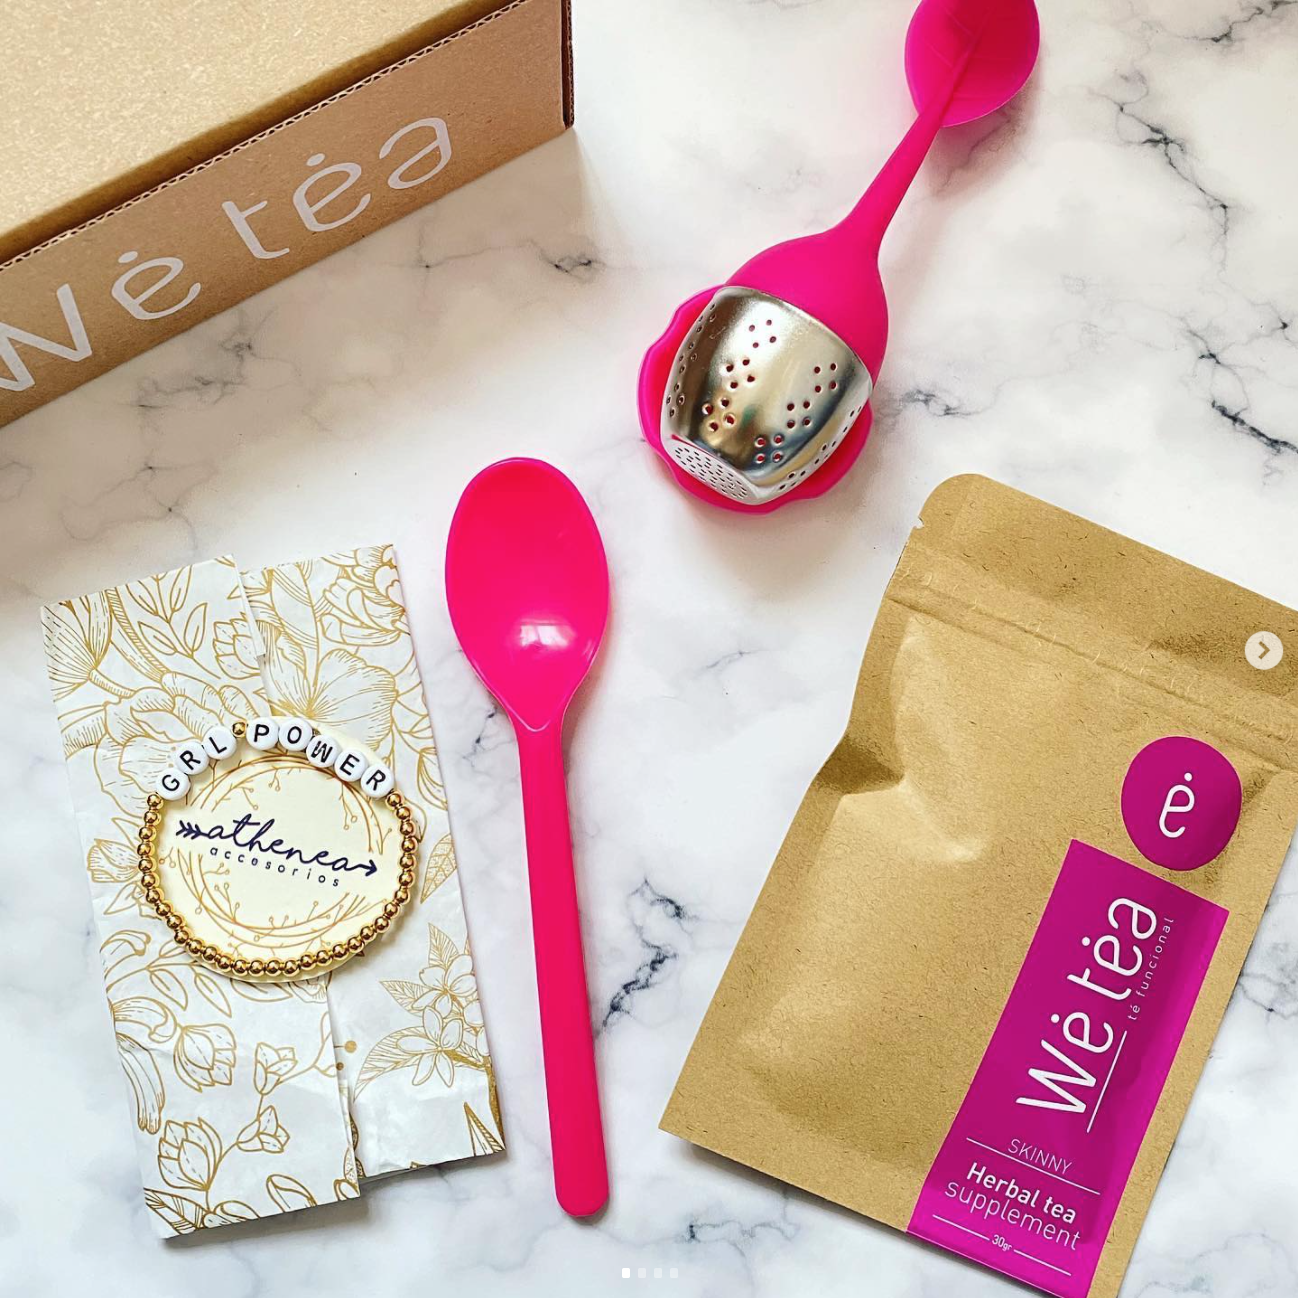 Wė tėa
GRL POWER
athenea
accesorios
ė
Wė tėa
té funcional
SKINNY
Herbal tea
supplement
30gr